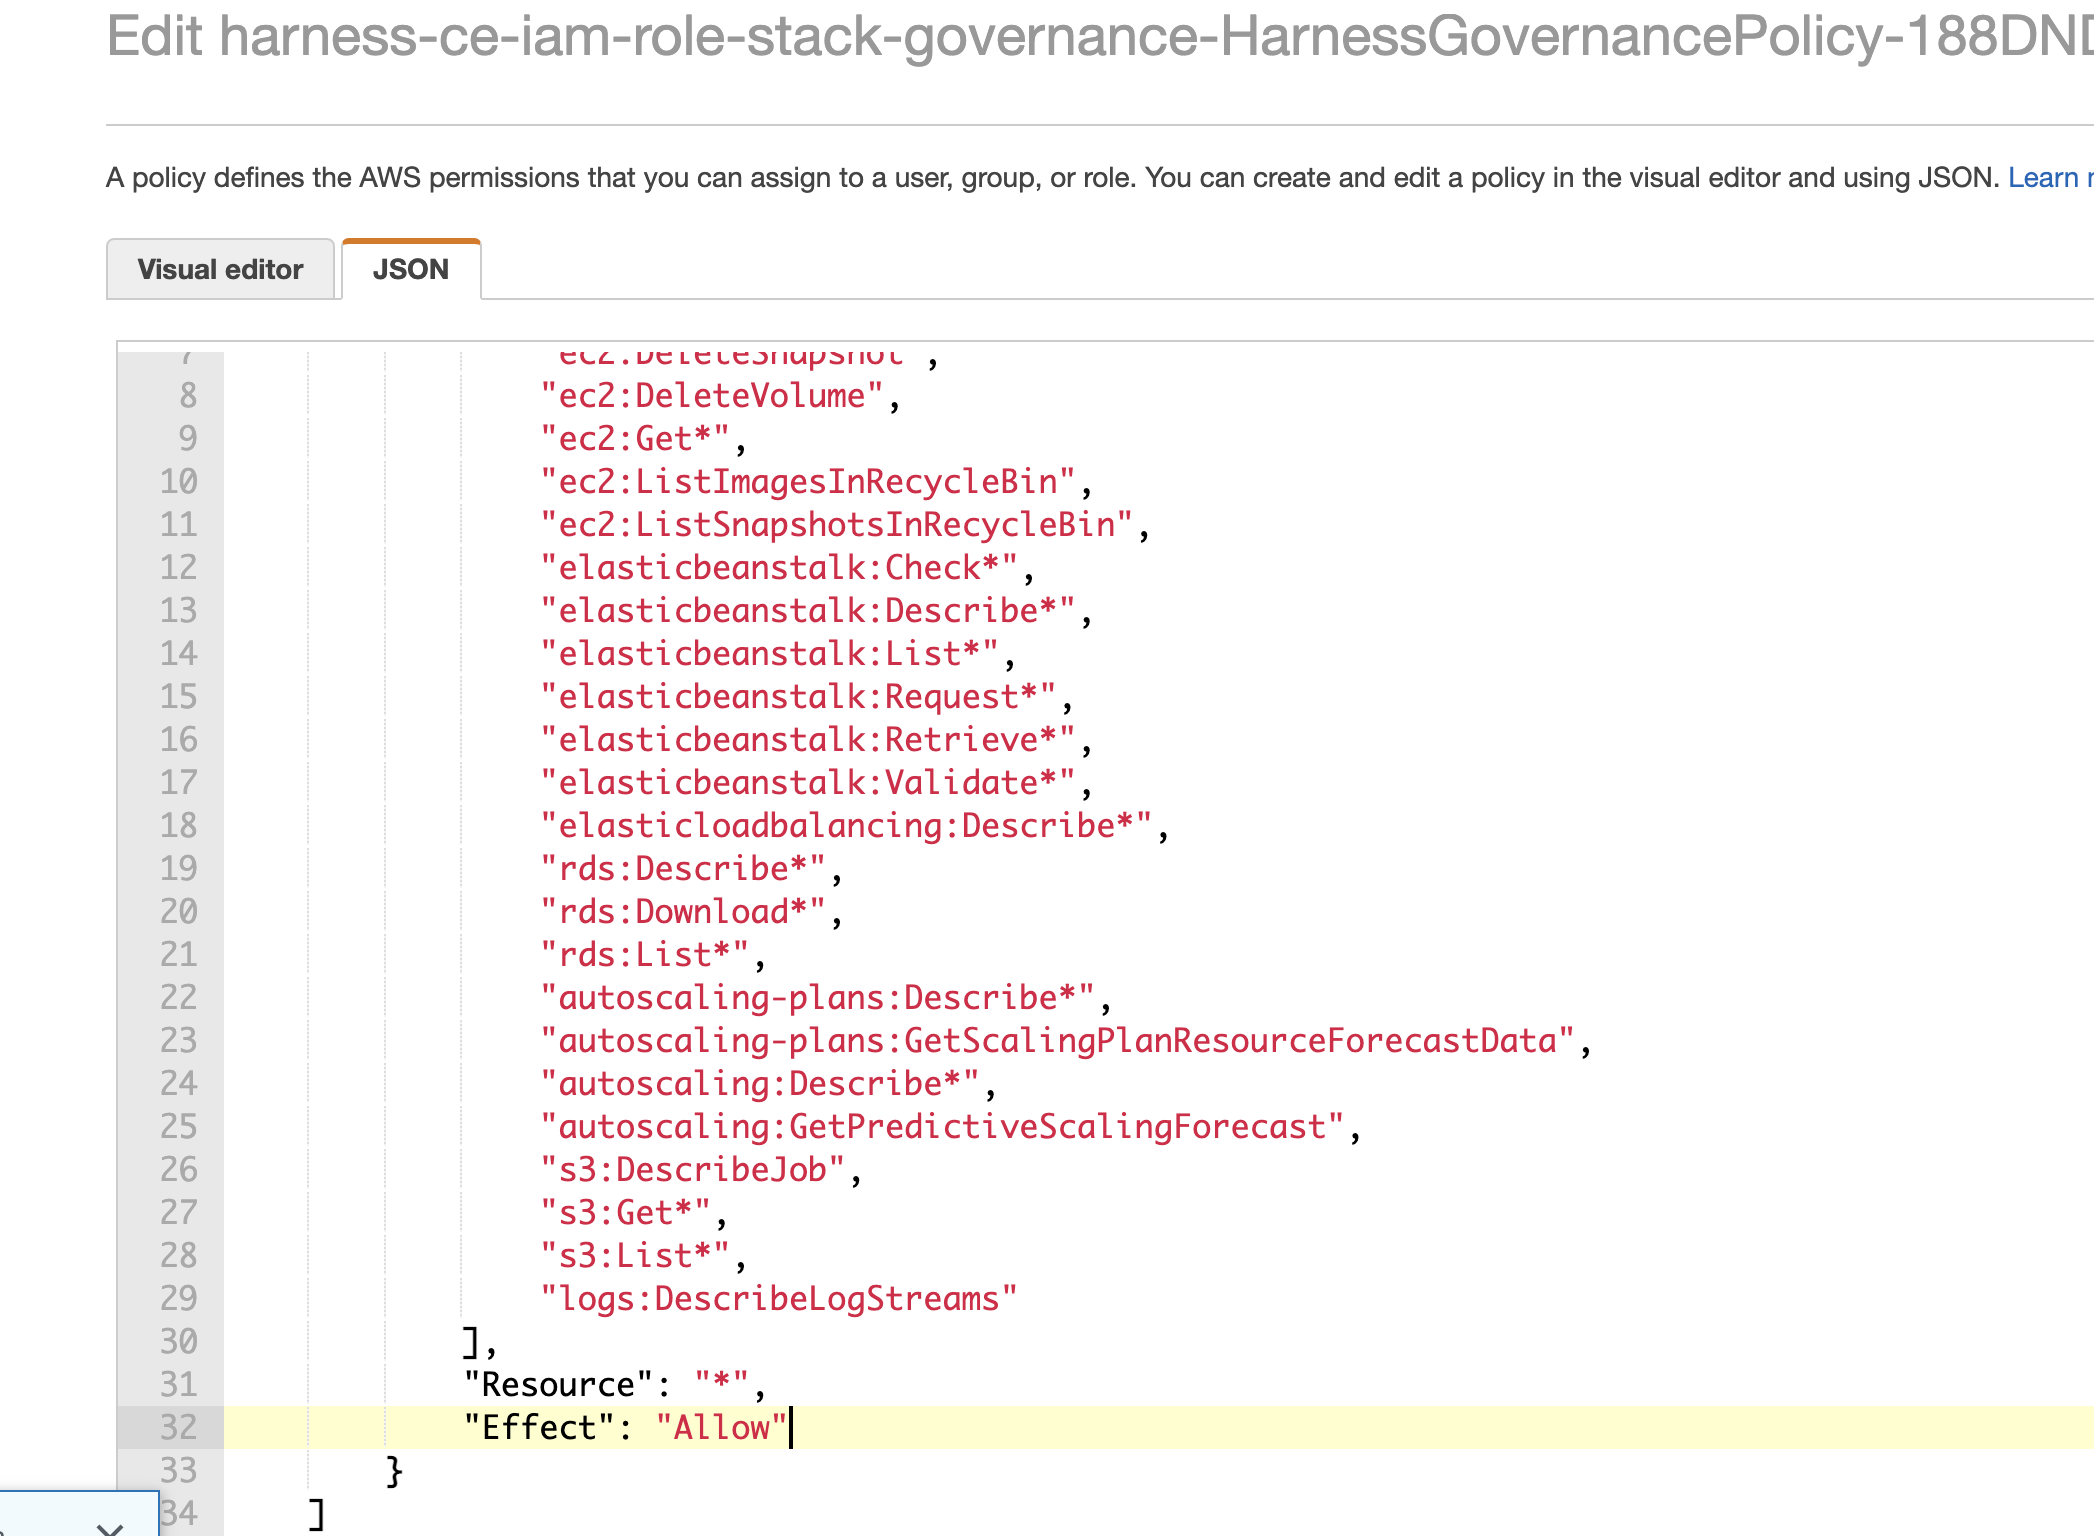 Edit harness-ce-iam-role-stack-governance-HarnessGovernancePolicy-188DND
A policy defines the AWS permissions that you can assign to a user, group, or role. You can create and edit a policy in the visual editor and using JSON. Learn
Visual editor
JSON
7 "ec2:DeleteSnapshot",
8 "ec2:DeleteVolume",
9 "ec2:Get*",
10 "ec2:ListImagesInRecycleBin",
11 "ec2:ListSnapshotsInRecycleBin",
12 "elasticbeanstalk:Check*",
13 "elasticbeanstalk:Describe*",
14 "elasticbeanstalk:List*",
15 "elasticbeanstalk:Request*",
16 "elasticbeanstalk:Retrieve*",
17 "elasticbeanstalk:Validate*",
18 "elasticloadbalancing:Describe*",
19 "rds:Describe*",
20 "rds:Download*",
21 "rds:List*",
22 "autoscaling-plans:Describe*",
23 "autoscaling-plans:GetScalingPlanResourceForecastData",
24 "autoscaling:Describe*",
25 "autoscaling:GetPredictiveScalingForecast",
26 "s3:DescribeJob",
27 "s3:Get*",
28 "s3:List*",
29 "logs:DescribeLogStreams"
30 ],
31 "Resource": "*",
32 "Effect": "Allow"
33 }
34 ]